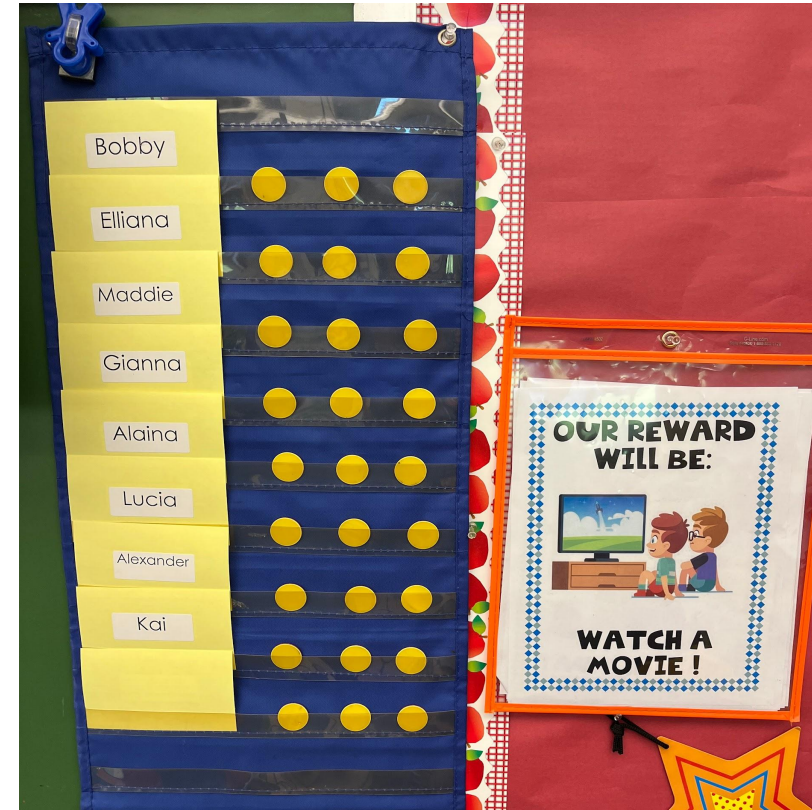 Bobby
Elliana
Maddie
Gianna
Alaina
Lucia
Alexander
Kai
OUR REWARD
WILL BE:
WATCH A
MOVIE!